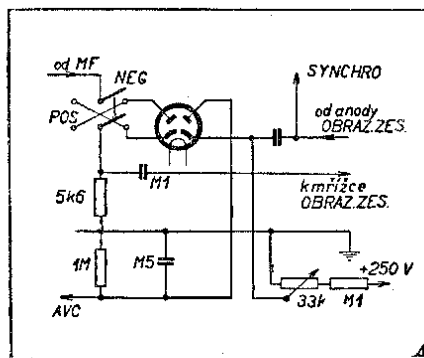 od MF
NEG
POS
SYNCHRO
od anody
OBRAZ.ZES.
M1
k mřížce
OBRAZ.ZES.
5k6
1M
M5
+250 V
33k
M1
AVC